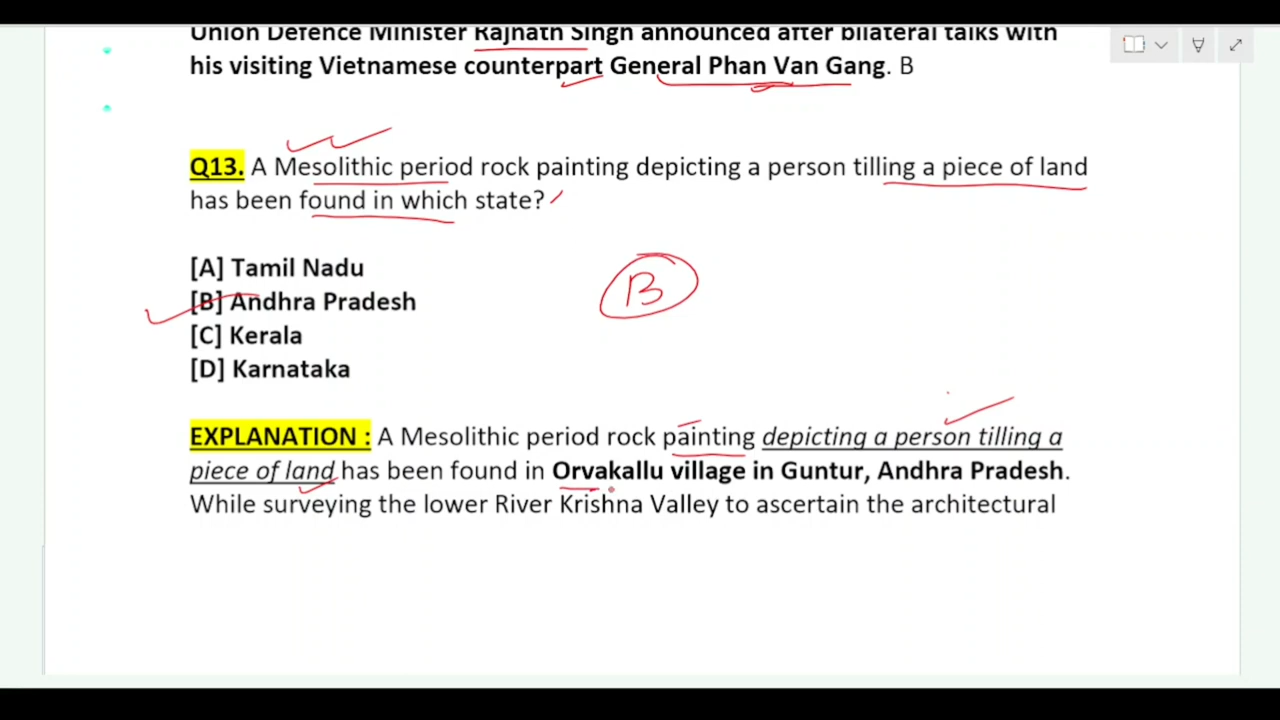 Union Defence Minister Rajnath Singh announced after bilateral talks with
his visiting Vietnamese counterpart General Phan Van Gang. B
Q13. A Mesolithic period rock painting depicting a person tilling a piece of land
has been found in which state?
[A] Tamil Nadu
[B] Andhra Pradesh
B
[C] Kerala
[D] Karnataka
EXPLANATION : A Mesolithic period rock painting depicting a person tilling a
piece of land has been found in Orvakallu village in Guntur, Andhra Pradesh.
While surveying the lower River Krishna Valley to ascertain the architectural